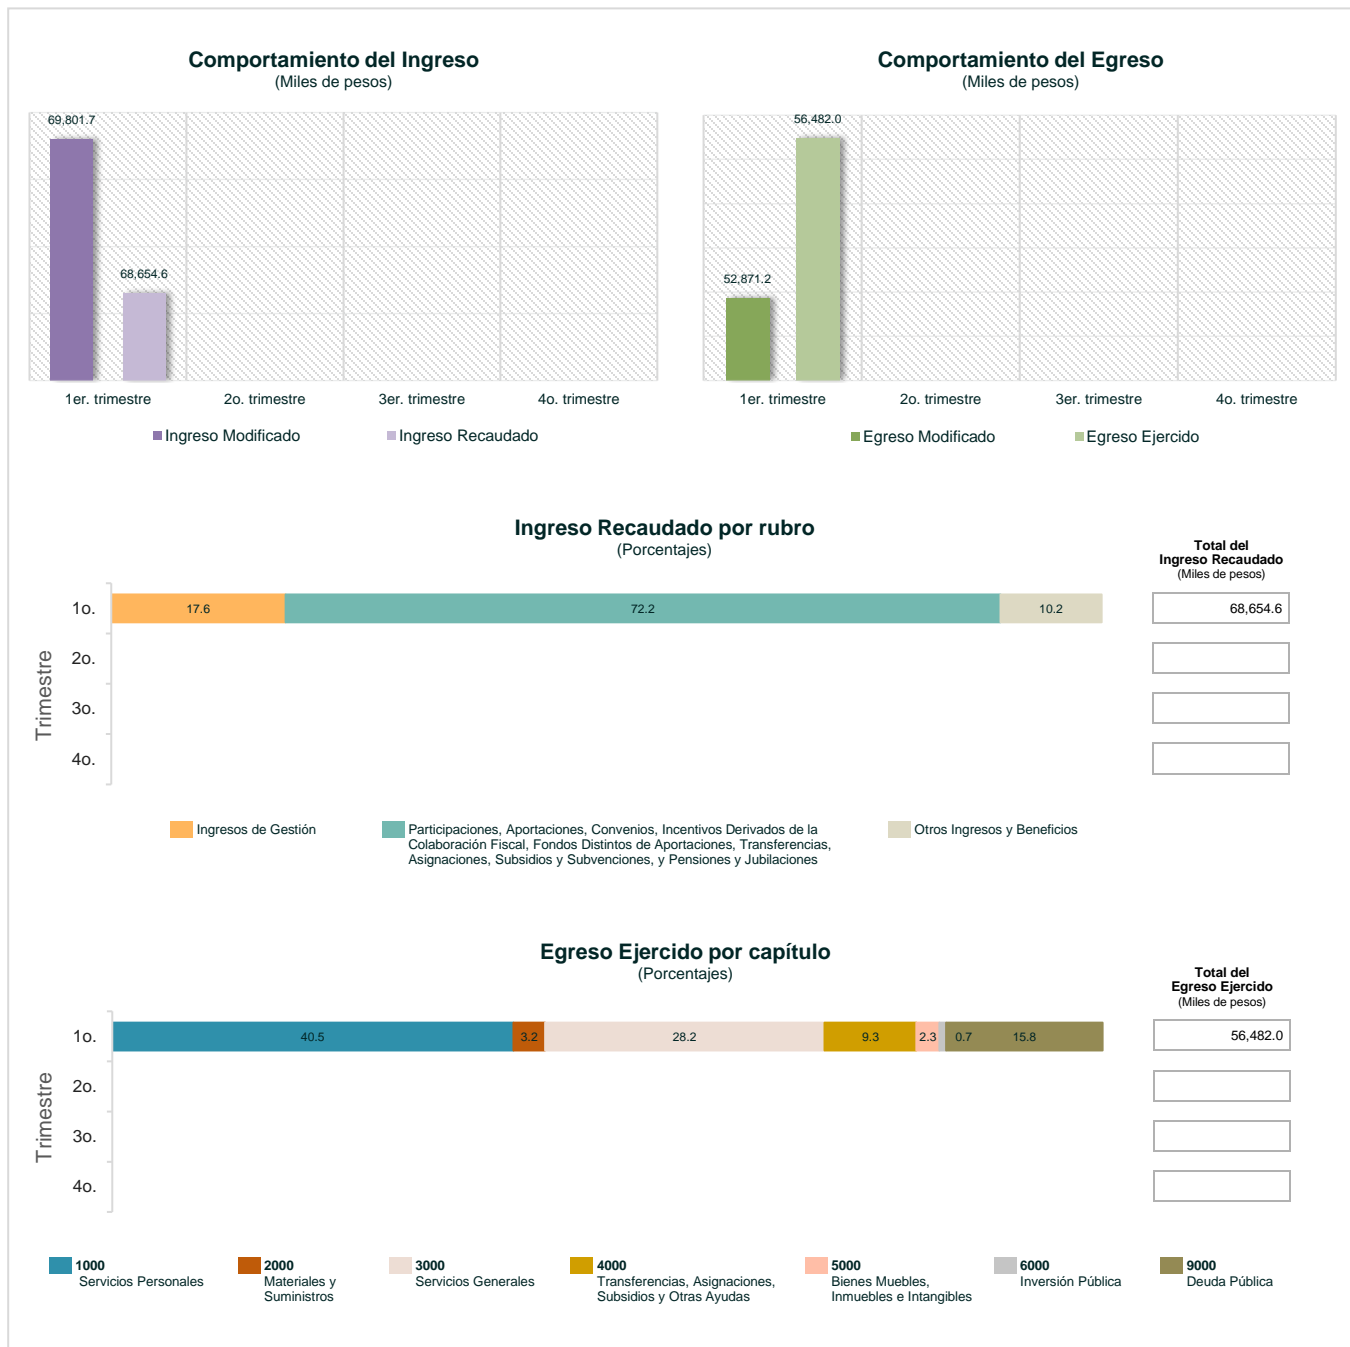 Comportamiento del Ingreso
(Miles de pesos)
69,801.7
68,654.6
1er. trimestre
2o. trimestre
3er. trimestre
4o. trimestre
Ingreso Modificado
Ingreso Recaudado
Comportamiento del Egreso
(Miles de pesos)
56,482.0
52,871.2
1er. trimestre
2o. trimestre
3er. trimestre
4o. trimestre
Egreso Modificado
Egreso Ejercido
Ingreso Recaudado por rubro
(Porcentajes)
Total del
Ingreso Recaudado
(Miles de pesos)
Trimestre
1o.
17.6
72.2
10.2
68,654.6
2o.
3o.
4o.
Ingresos de Gestión
Participaciones, Aportaciones, Convenios, Incentivos Derivados de la
Colaboración Fiscal, Fondos Distintos de Aportaciones, Transferencias,
Asignaciones, Subsidios y Subvenciones, y Pensiones y Jubilaciones
Otros Ingresos y Beneficios
Egreso Ejercido por capítulo
(Porcentajes)
Total del
Egreso Ejercido
(Miles de pesos)
Trimestre
1o.
40.5
3.2
28.2
9.3
2.3
0.7
15.8
56,482.0
2o.
3o.
4o.
1000
Servicios Personales
2000
Materiales y
Suministros
3000
Servicios Generales
4000
Transferencias, Asignaciones,
Subsidios y Otras Ayudas
5000
Bienes Muebles,
Inmuebles e Intangibles
6000
Inversión Pública
9000
Deuda Pública